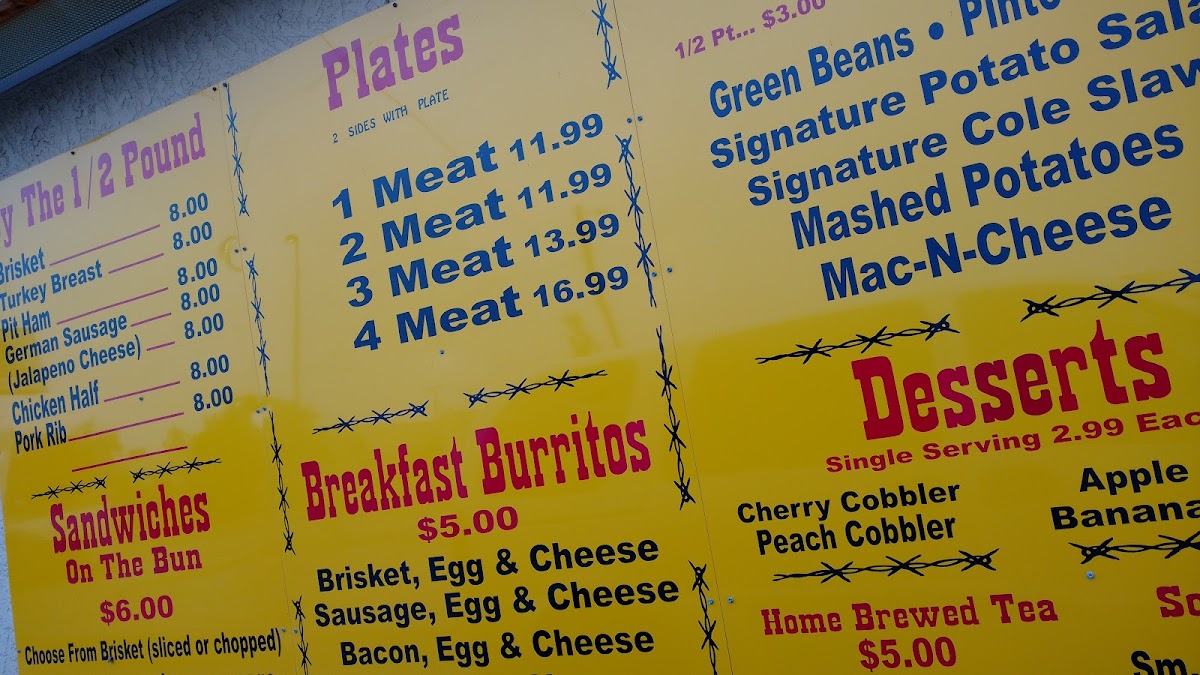 The 1/2 Pound
Brisket 8.00
Turkey Breast 8.00
Pit Ham 8.00
German Sausage 8.00
(Jalapeno Cheese) 8.00
Chicken Half 8.00
Pork Rib 8.00
Sandwiches
On The Bun
$6.00
Choose From Brisket (sliced or chopped)
Plates
2 SIDES WITH PLATE
1 Meat 11.99
2 Meat 11.99
3 Meat 13.99
4 Meat 16.99
Breakfast Burritos
$5.00
Brisket, Egg & Cheese
Sausage, Egg & Cheese
Bacon, Egg & Cheese
1/2 Pt... $3.00
Green Beans • Pinto
Signature Potato Sala
Signature Cole Slaw
Mashed Potatoes
Mac-N-Cheese
Desserts
Single Serving 2.99 Eac
Cherry Cobbler
Peach Cobbler
Apple
Banana
Home Brewed Tea
$5.00